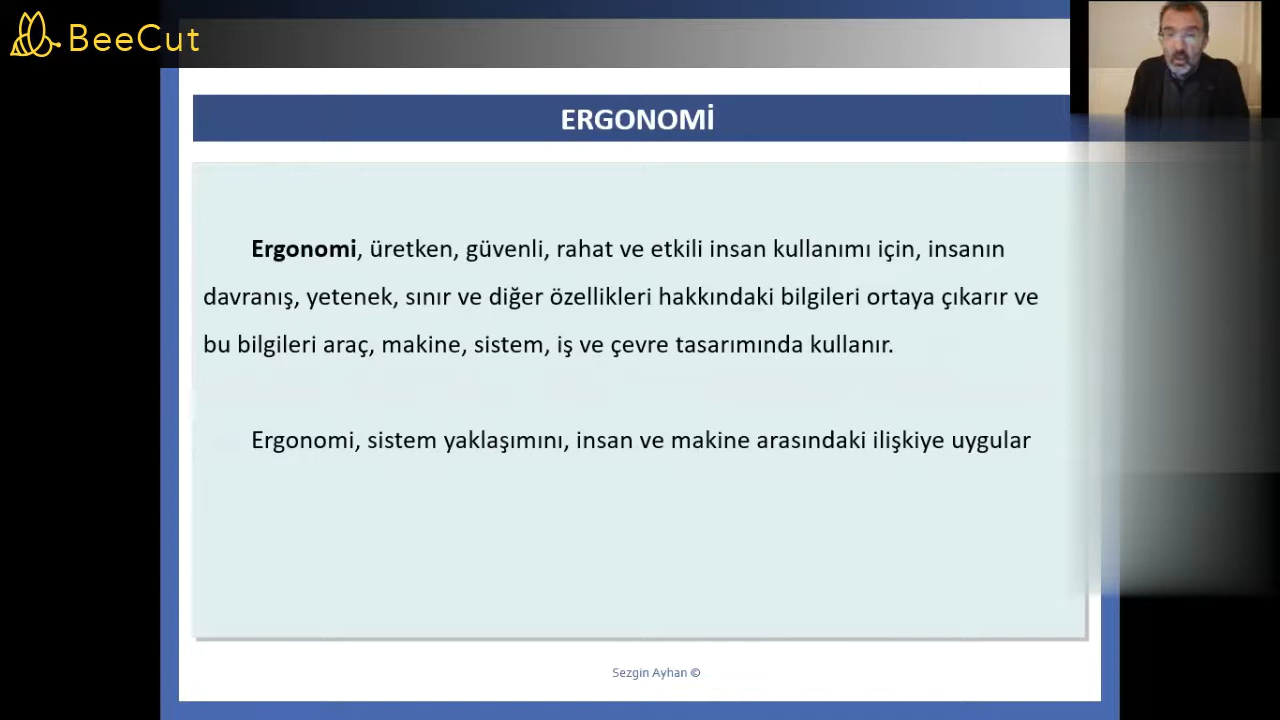 BeeCut
ERGONOMİ
Ergonomi, üretken, güvenli, rahat ve etkili insan kullanımı için, insanın
davranış, yetenek, sınır ve diğer özellikleri hakkındaki bilgileri ortaya çıkarır ve
bu bilgileri araç, makine, sistem, iş ve çevre tasarımında kullanır.
Ergonomi, sistem yaklaşımını, insan ve makine arasındaki ilişkiye uygular
Sezgin Ayhan ©